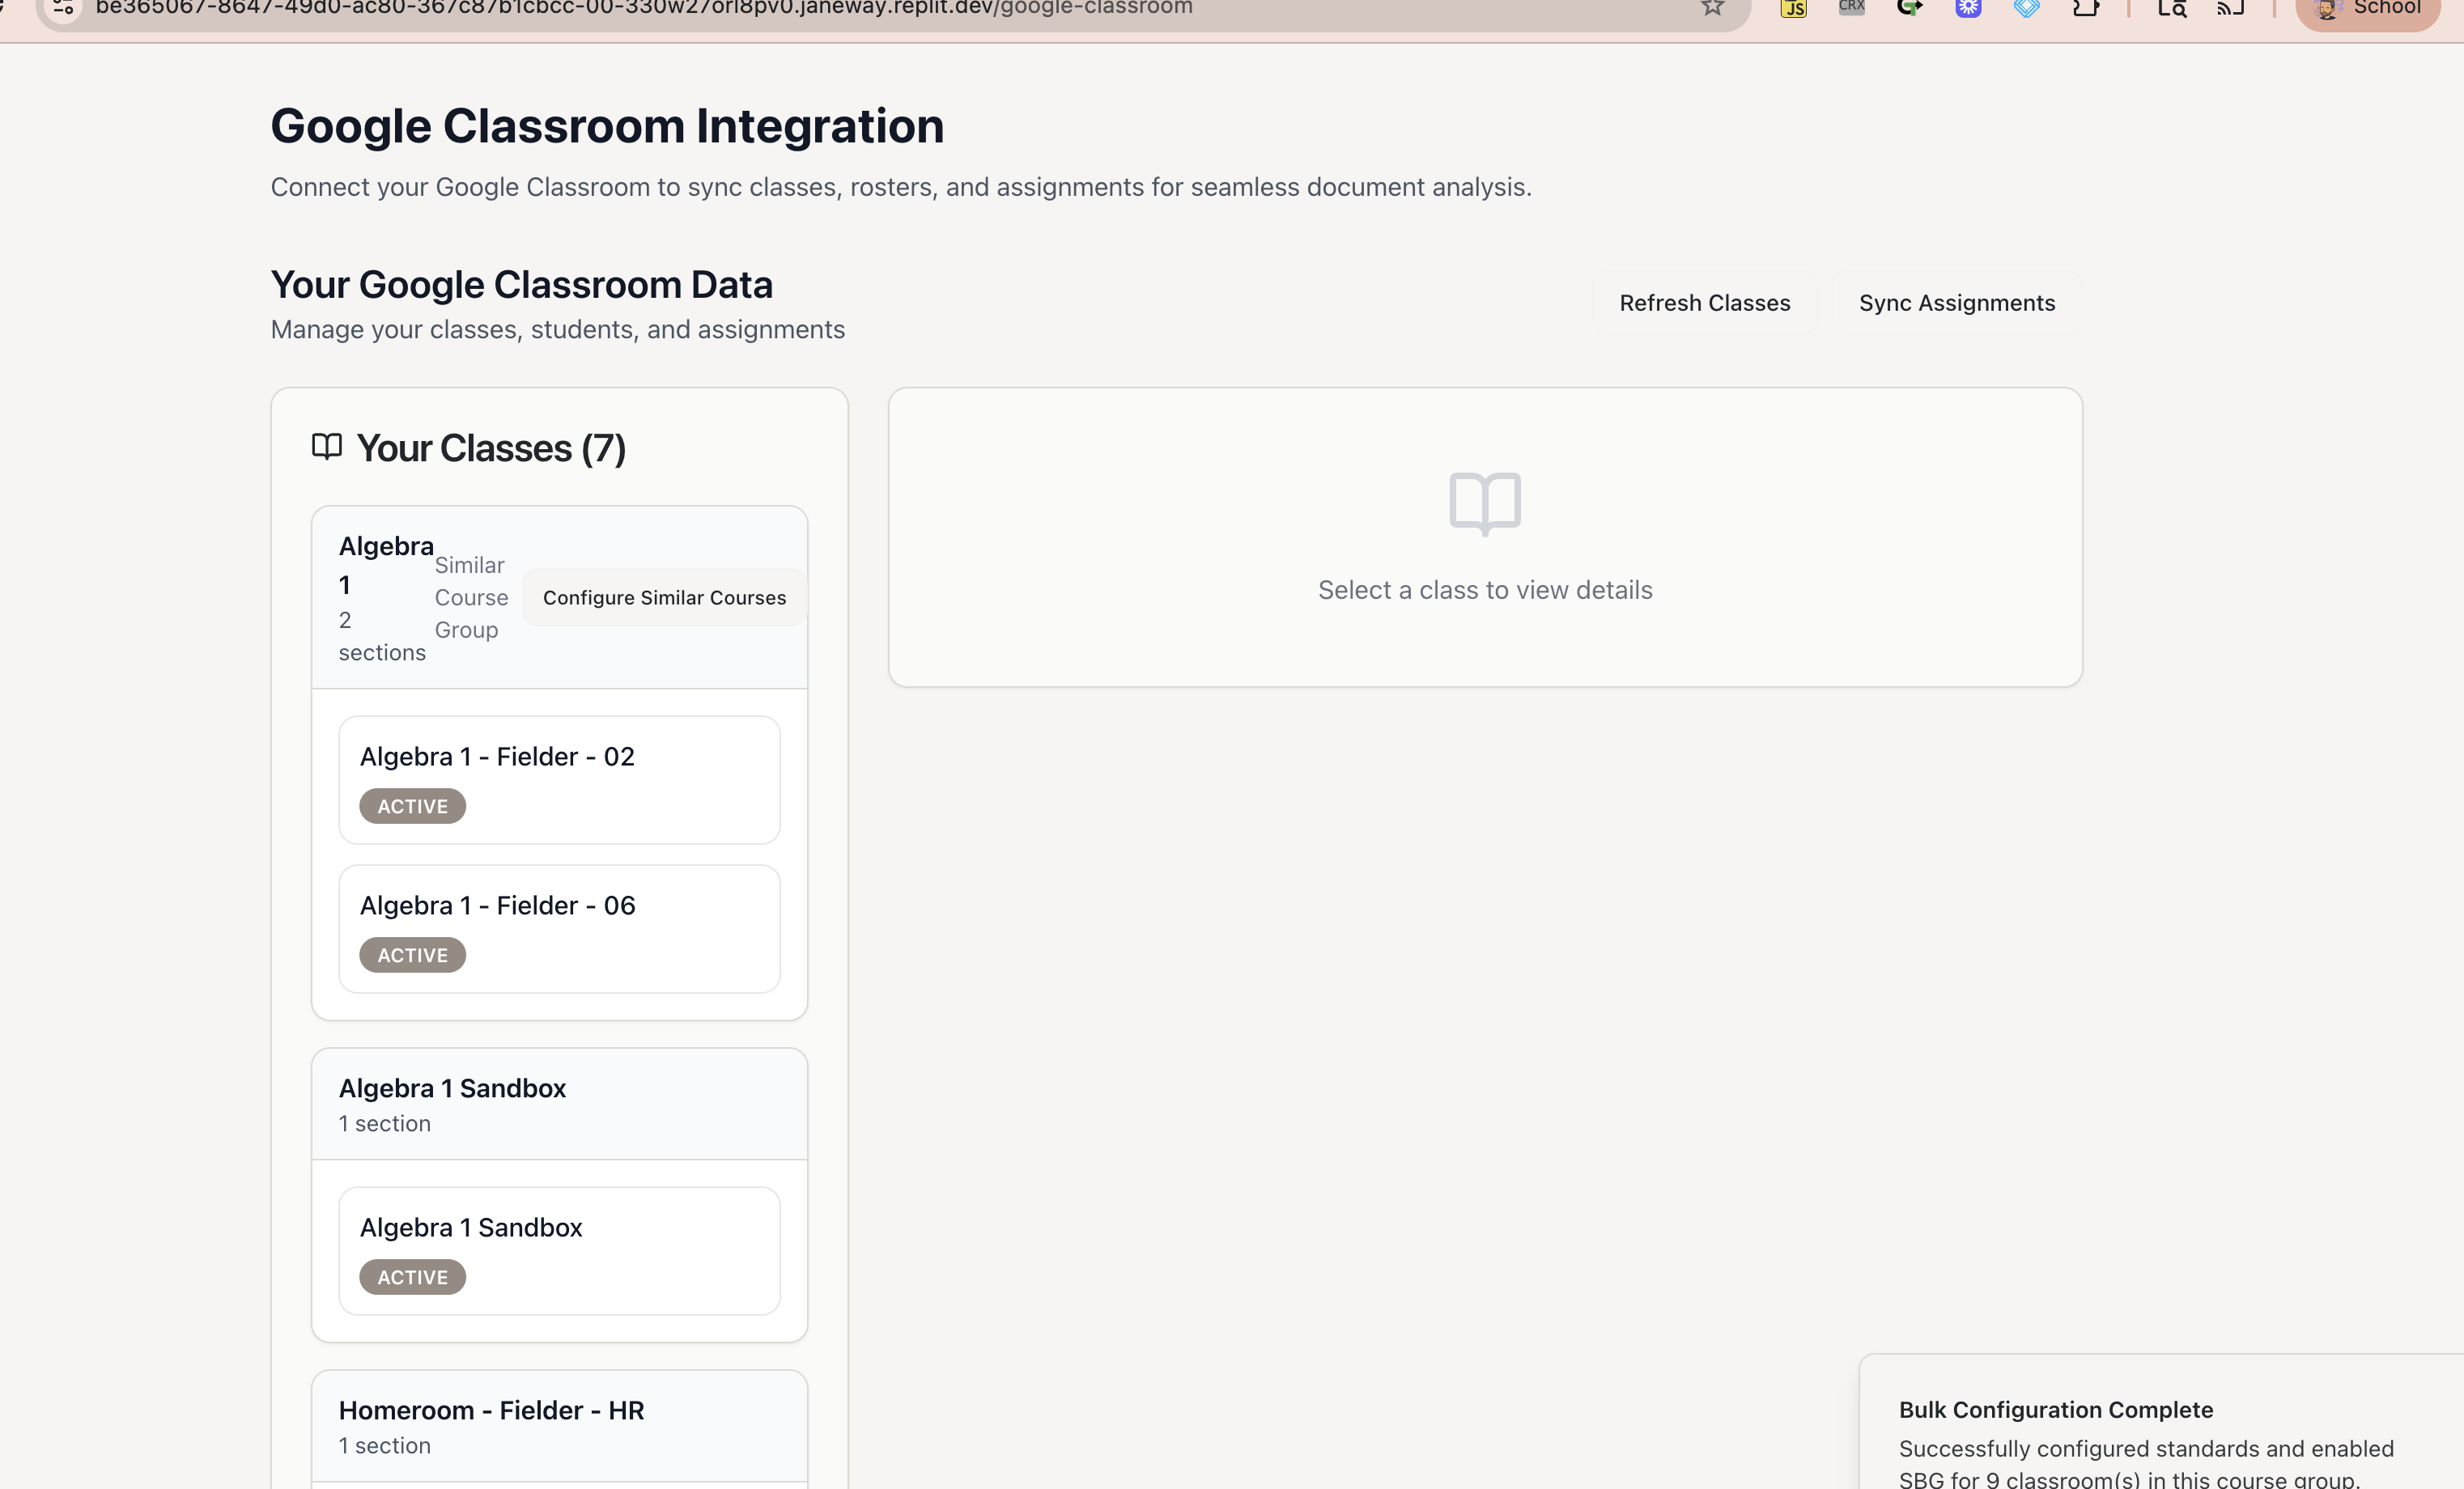 be365067-8647-49d0-ac80-367c87b1cbcc-00-330w27orl8pv0.janeway.replit.dev/google-classroom
JS
CRX
School
Google Classroom Integration
Connect your Google Classroom to sync classes, rosters, and assignments for seamless document analysis.
Your Google Classroom Data
Manage your classes, students, and assignments
Refresh Classes
Sync Assignments
Your Classes (7)
Algebra
1
2
sections
Similar
Course
Group
Configure Similar Courses
Select a class to view details
Algebra 1 - Fielder - 02
ACTIVE
Algebra 1 - Fielder - 06
ACTIVE
Algebra 1 Sandbox
1 section
Algebra 1 Sandbox
ACTIVE
Homeroom - Fielder - HR
1 section
Bulk Configuration Complete
Successfully configured standards and enabled
SBG for 9 classroom(s) in this course group.